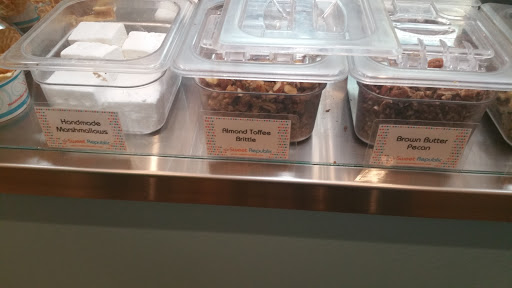 Handmade
Marshmallows
Sweet Republic
Almond Toffee
Brittle
Sweet Republic
Brown Butter
Pecan
Sweet Republic